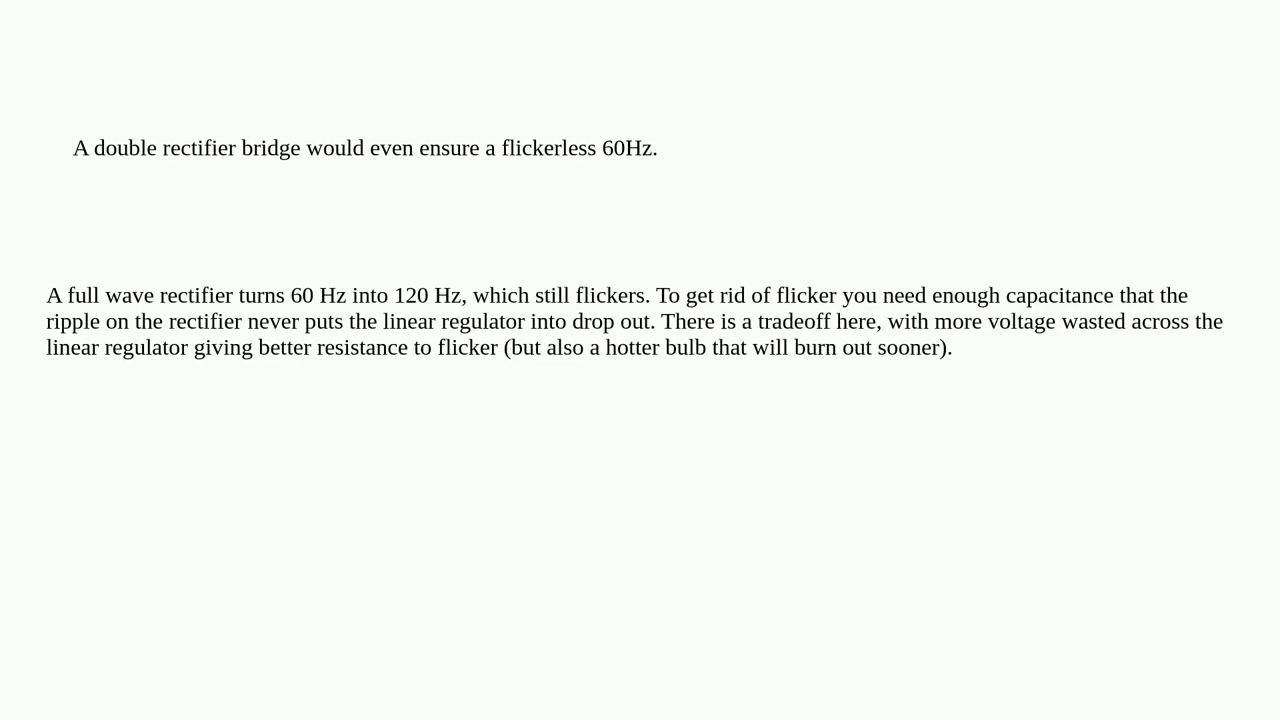 A double rectifier bridge would even ensure a flickerless 60Hz.
A full wave rectifier turns 60 Hz into 120 Hz, which still flickers. To get rid of flicker you need enough capacitance that the
ripple on the rectifier never puts the linear regulator into drop out. There is a tradeoff here, with more voltage wasted across the
linear regulator giving better resistance to flicker (but also a hotter bulb that will burn out sooner).